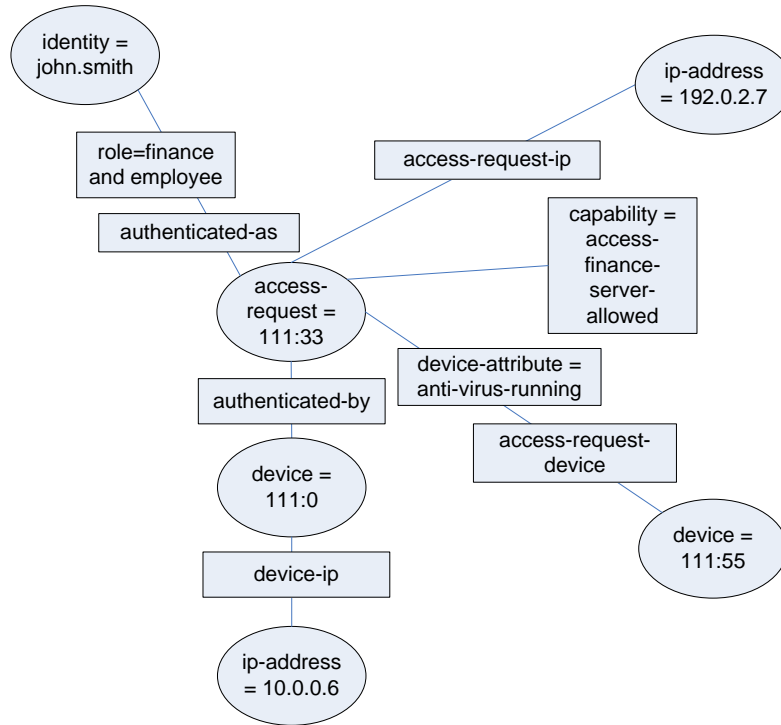 identity =
john.smith
ip-address
= 192.0.2.7
role=finance
and employee
access-request-ip
authenticated-as
capability =
access-
finance-
server-
allowed
access-
request =
111:33
device-attribute =
anti-virus-running
authenticated-by
access-request-
device
device =
111:0
device =
111:55
device-ip
ip-address
= 10.0.0.6